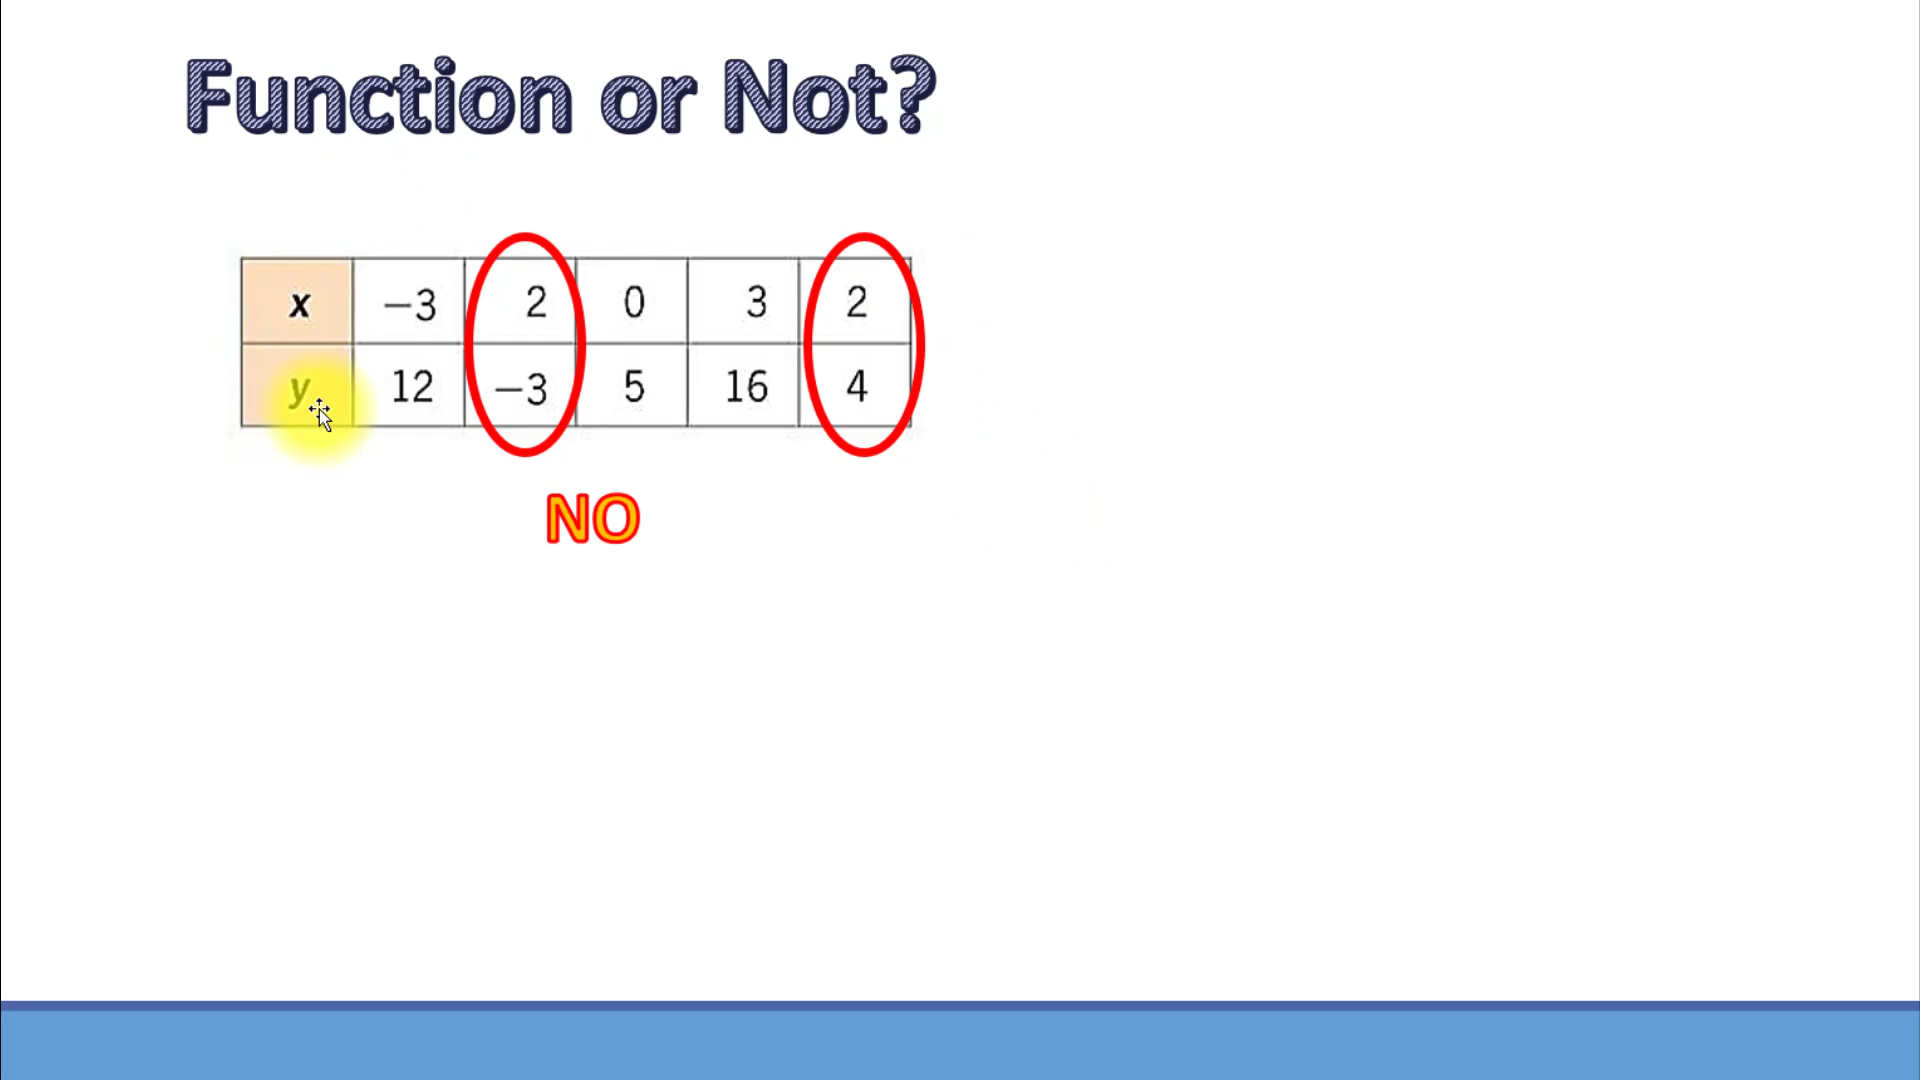 Function or Not?
x −3 2 0 3 2
y 12 −3 5 16 4
NO